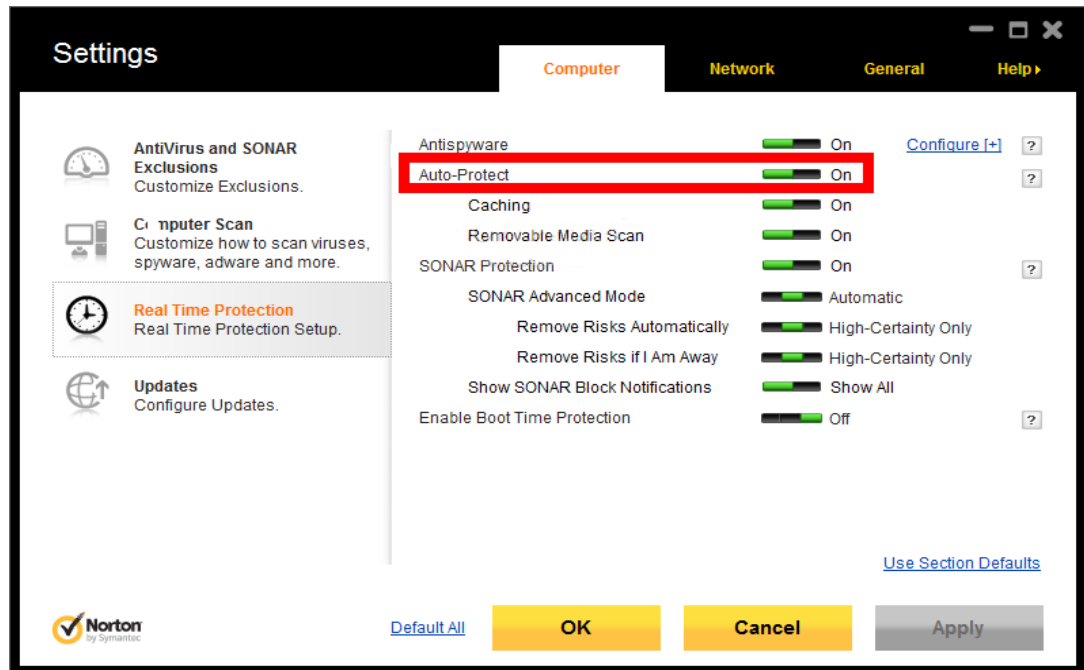 Settings
Computer
Network
General
Help
AntiVirus and SONAR
Exclusions
Customize Exclusions.
Computer Scan
Customize how to scan viruses,
spyware, adware and more.
Real Time Protection
Real Time Protection Setup.
Updates
Configure Updates.
Antispyware On Configure [+] ?
Auto-Protect On ?
Caching On
Removable Media Scan On
SONAR Protection On ?
SONAR Advanced Mode Automatic
Remove Risks Automatically High-Certainty Only
Remove Risks if I Am Away High-Certainty Only
Show SONAR Block Notifications Show All
Enable Boot Time Protection Off ?
Use Section Defaults
Norton
by Symantec
Default All
OK
Cancel
Apply